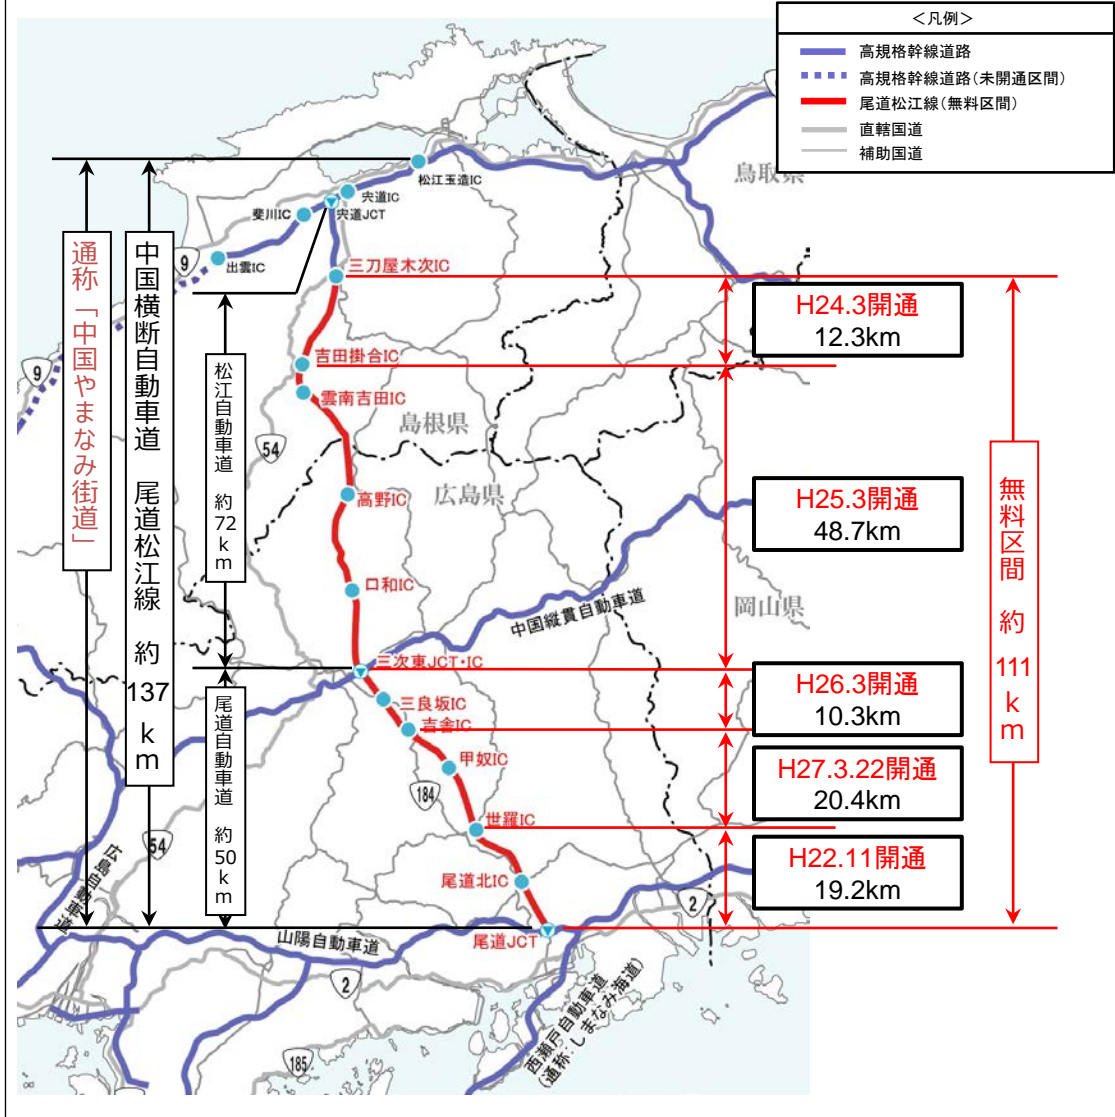 ＜凡例＞
高規格幹線道路
高規格幹線道路(未開通区間)
尾道松江線(無料区間)
直轄国道
補助国道
鳥取県
松江玉造IC
宍道IC
宍道JCT
斐川IC
出雲IC
9
9
三刀屋木次IC
吉田掛合IC
雲南吉田IC
54
島根県
広島県
高野IC
口和IC
中国縦貫自動車道
岡山県
三次東JCT・IC
三良坂IC
吉舎IC
甲奴IC
184
世羅IC
尾道北IC
尾道JCT
54
広島自動車道
山陽自動車道
2
2
185
西瀬戸自動車道
(通称:しまなみ海道)
通称「中国やまなみ街道」
中国横断自動車道 尾道松江線 約137km
松江自動車道 約72km
尾道自動車道 約50km
H24.3開通
12.3km
H25.3開通
48.7km
H26.3開通
10.3km
H27.3.22開通
20.4km
H22.11開通
19.2km
無料区間 約111km